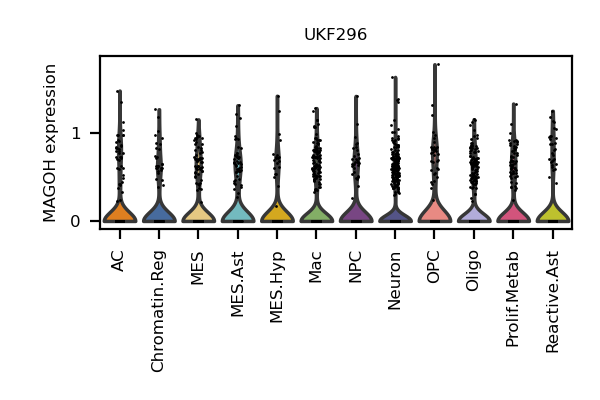 UKF296
MAGOH expression
1
0
AC
Chromatin.Reg
MES
MES.Ast
MES.Hyp
Mac
NPC
Neuron
OPC
Oligo
Prolif.Metab
Reactive.Ast